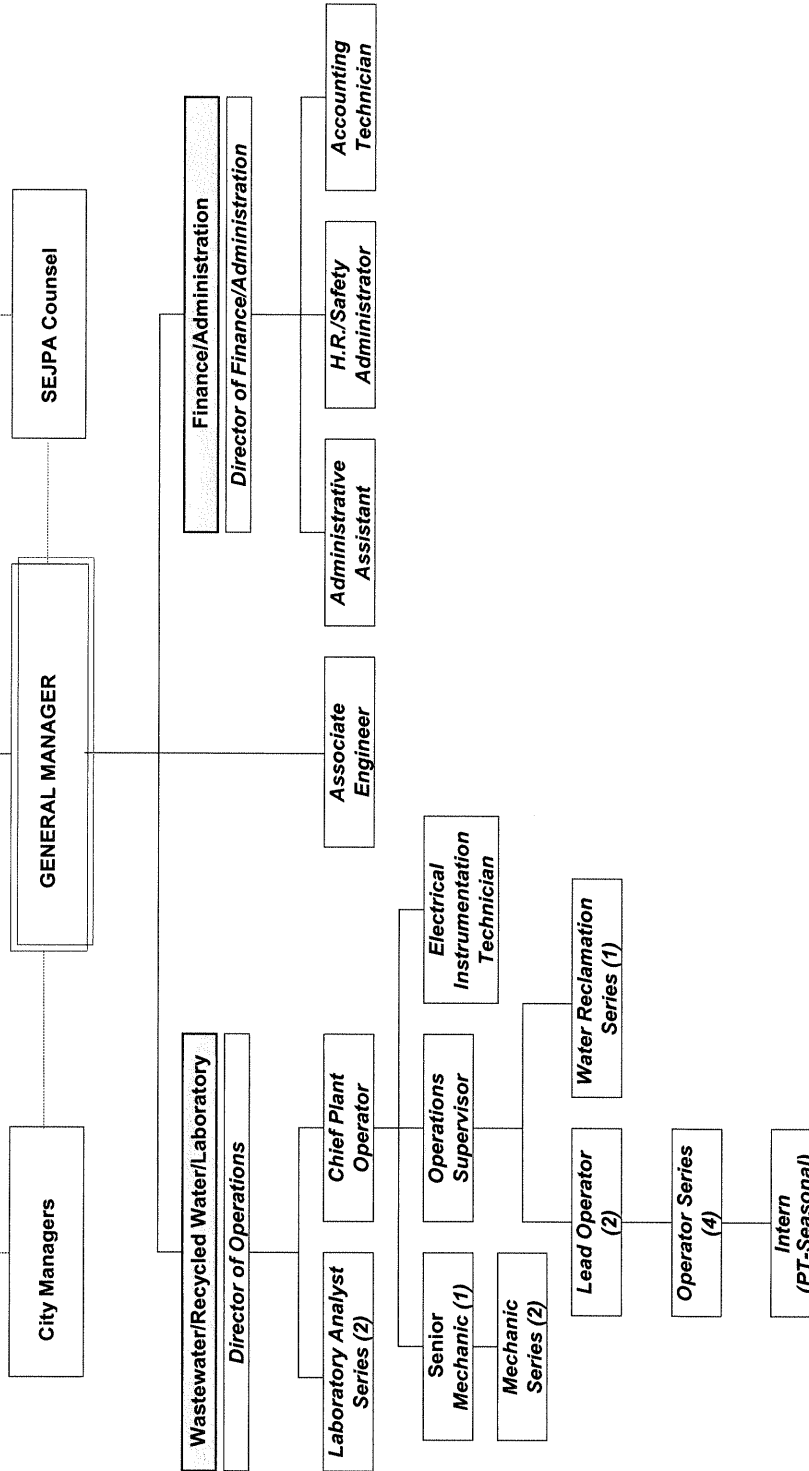 City Managers
GENERAL MANAGER
SEJPA Counsel
Wastewater/Recycled Water/Laboratory
Director of Operations
Finance/Administration
Director of Finance/Administration
Laboratory Analyst
Series (2)
Chief Plant
Operator
Associate
Engineer
Administrative
Assistant
H.R./Safety
Administrator
Accounting
Technician
Senior
Mechanic (1)
Operations
Supervisor
Electrical
Instrumentation
Technician
Mechanic
Series (2)
Lead Operator
(2)
Water Reclamation
Series (1)
Operator Series
(4)
Intern
(PT-Seasonal)